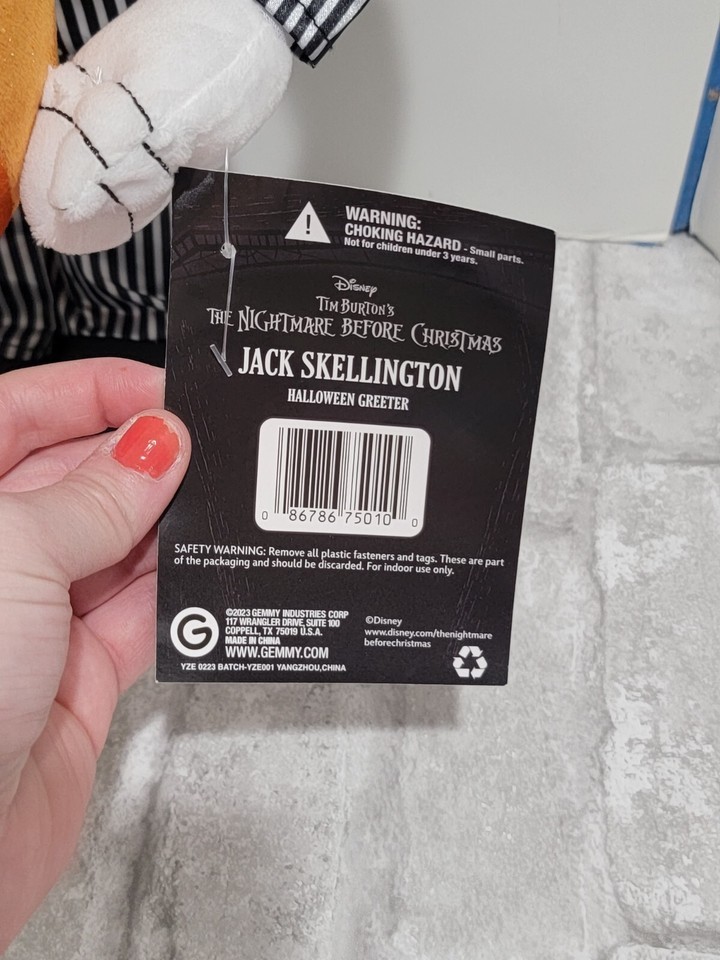 WARNING:
CHOKING HAZARD - Small parts.
Not for children under 3 years.
Disney
TIM BURTON'S
THE NIGHTMARE BEFORE CHRISTMAS
JACK SKELLINGTON
HALLOWEEN GREETER
0 86786 75010 0
SAFETY WARNING: Remove all plastic fasteners and tags. These are part
of the packaging and should be discarded. For indoor use only.
©2023 GEMMY INDUSTRIES CORP
117 WRANGLER DRIVE, SUITE 100
COPPELL, TX 75019 U.S.A.
MADE IN CHINA
WWW.GEMMY.COM
YZE 0223 BATCH-YZE001 YANGZHOU,CHINA
©Disney
www.disney.com/thenightmare
beforechristmas